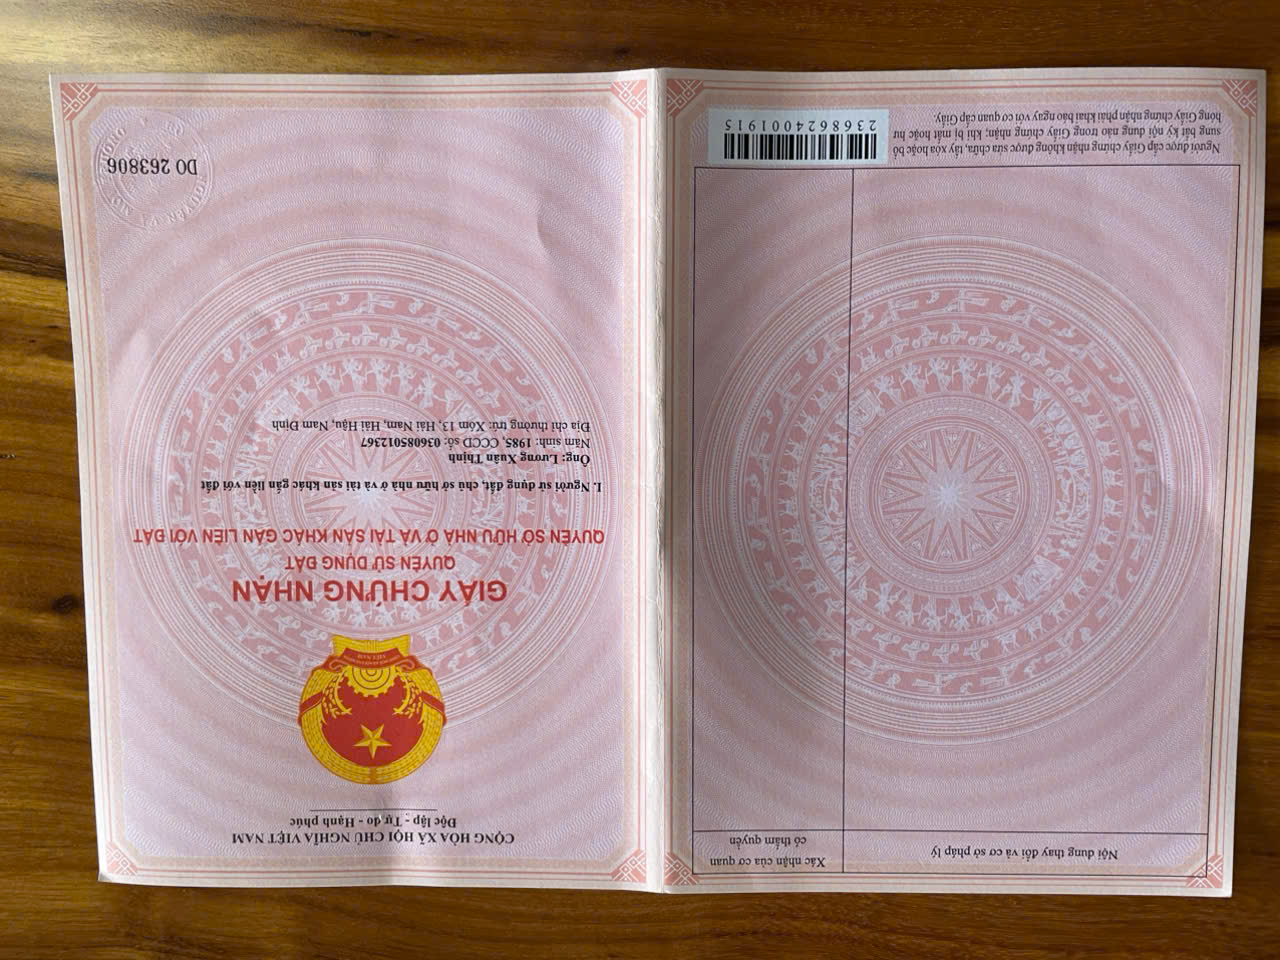 CỘNG HÒA XÃ HỘI CHỦ NGHĨA VIỆT NAM
Độc lập - Tự do - Hạnh phúc
VIỆT NAM
GIẤY CHỨNG NHẬN
QUYỀN SỬ DỤNG ĐẤT
QUYỀN SỞ HỮU NHÀ Ở VÀ TÀI SẢN KHÁC GẮN LIỀN VỚI ĐẤT
I. Người sử dụng, đất, chủ sở hữu nhà ở và tài sản khác gắn liền với đất
Ông: Lương Xuân Thịnh
Năm sinh: 1985, CCCD số: 036085012367
Địa chỉ thường trú: Xóm 13, Hải Nam, Hải Hậu, Nam Định
DO 263806
Nội dung thay đổi và cơ sở pháp lý
Xác nhận của cơ quan
có thẩm quyền
Người được cấp Giấy chứng nhận không được sửa chữa, tẩy xóa hoặc bổ
sung bất kỳ nội dung nào trong Giấy chứng nhận; khi bị mất hoặc hư
hỏng Giấy chứng nhận phải khai báo ngay với cơ quan cấp Giấy.
2368624001915